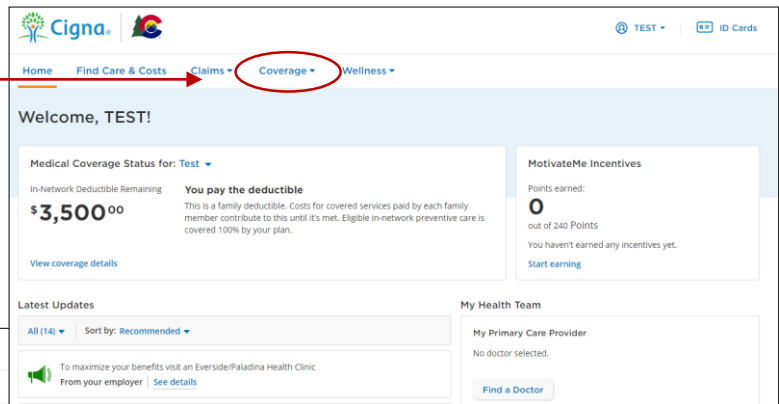 Cigna®
TEST
ID Cards
Home Find Care & Costs Claims Coverage Wellness
Welcome, TEST!
Medical Coverage Status for: Test
In-Network Deductible Remaining
$3,500.00
You pay the deductible
This is a family deductible. Costs for covered services paid by each family
member contribute to this until it's met. Eligible in-network preventive care is
covered 100% by your plan.
View coverage details
MotivateMe Incentives
Points earned:
0
out of 240 Points
You haven't earned any incentives yet.
Start earning
Latest Updates
All (14) Sort by: Recommended
To maximize your benefits visit an Everside/Paladina Health Clinic
From your employer | See details
My Health Team
My Primary Care Provider
No doctor selected.
Find a Doctor